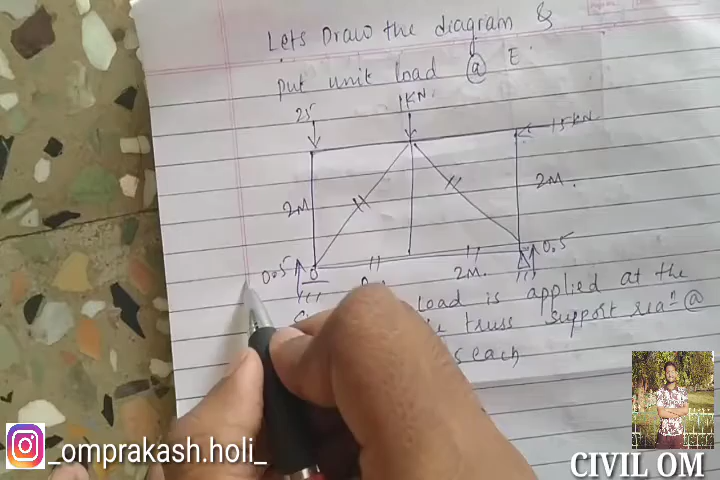 Lets Draw the diagram &
put unit load @ E.
1KN.
25
15KN
2M
2M.
0.5
0.5
2M.
Load is applied at the
truss support rean @
each
_omprakash.holi_
CIVIL OM